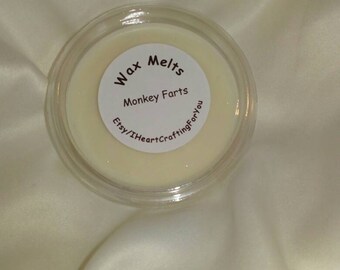 Wax Melts
Monkey Farts
Etsy/IHeartCraftingForYou